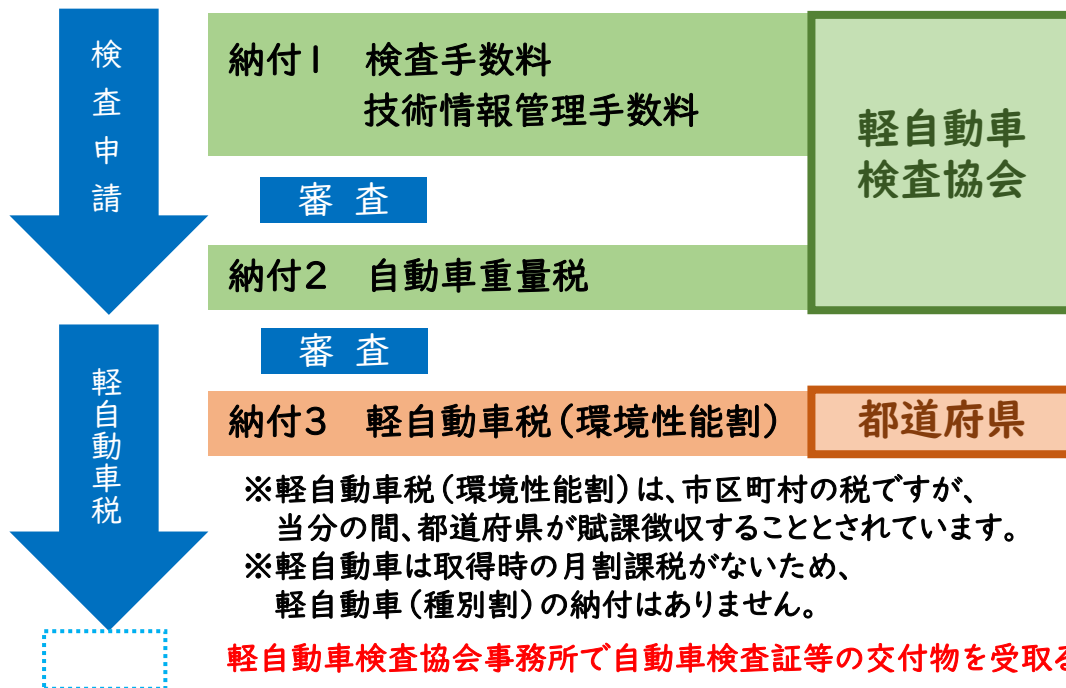 検査申請
納付1 検査手数料
技術情報管理手数料
軽自動車
検査協会
審 査
納付2 自動車重量税
審 査
軽自動車税
納付3 軽自動車税(環境性能割)
都道府県
※軽自動車税(環境性能割)は、市区町村の税ですが、
当分の間、都道府県が賦課徴収することとされています。
※軽自動車は取得時の月割課税がないため、
軽自動車(種別割)の納付はありません。
軽自動車検査協会事務所で自動車検査証等の交付物を受取る